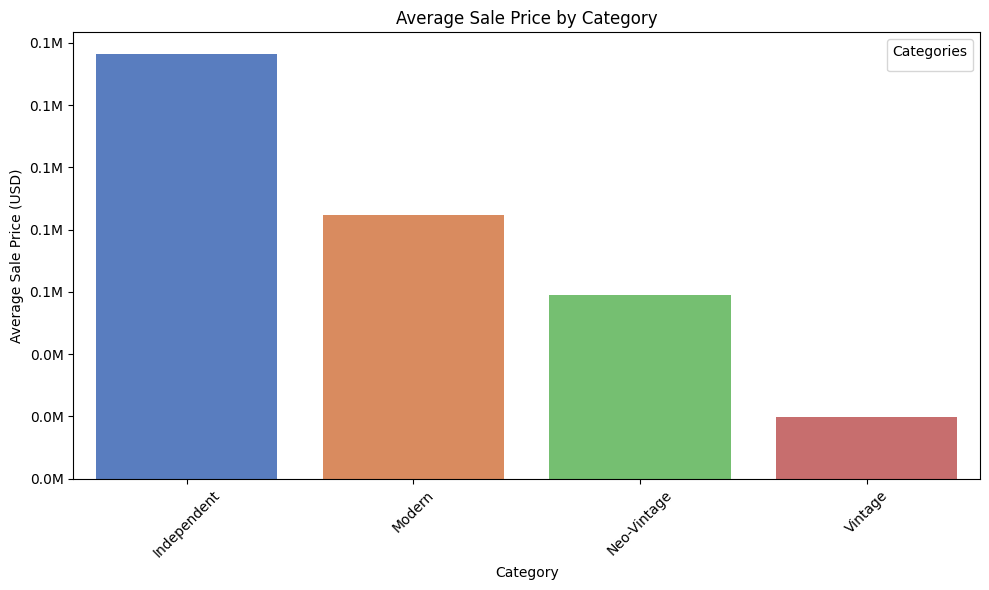 Average Sale Price by Category
Categories
Average Sale Price (USD)
0.1M
0.1M
0.1M
0.1M
0.1M
0.0M
0.0M
0.0M
Independent
Modern
Neo-Vintage
Vintage
Category